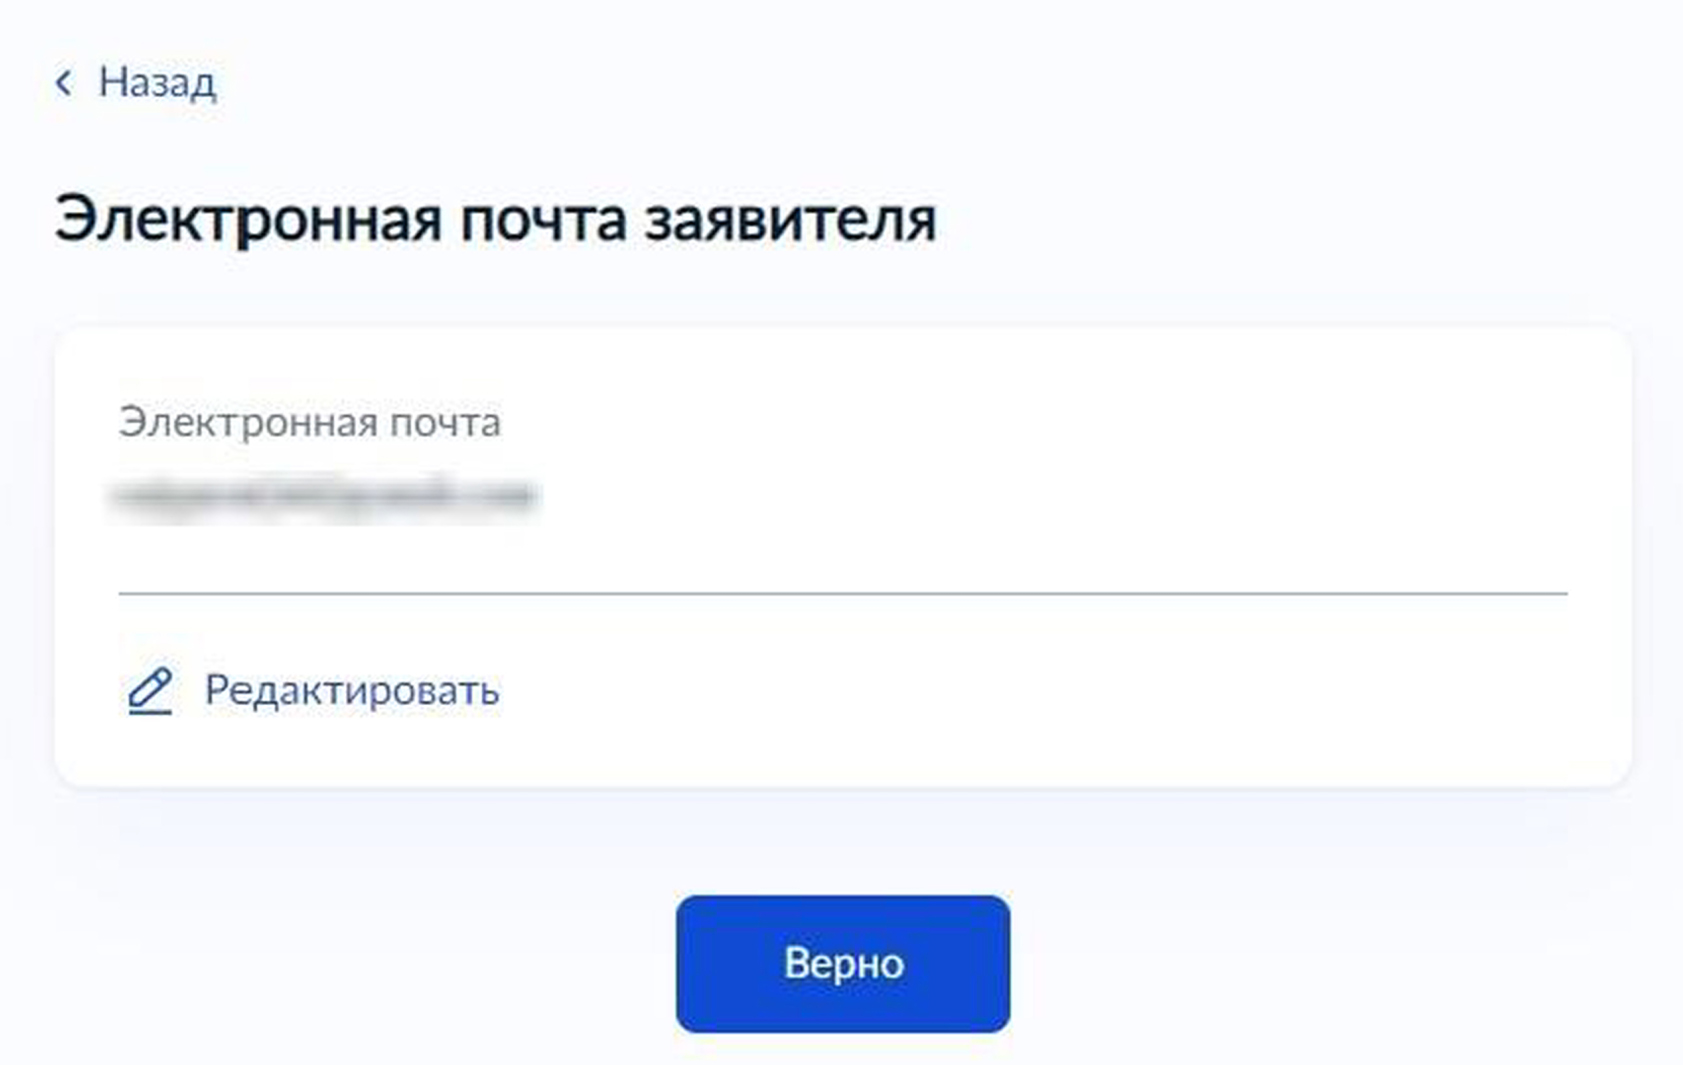 Назад
Электронная почта заявителя
Электронная почта
Редактировать
Верно